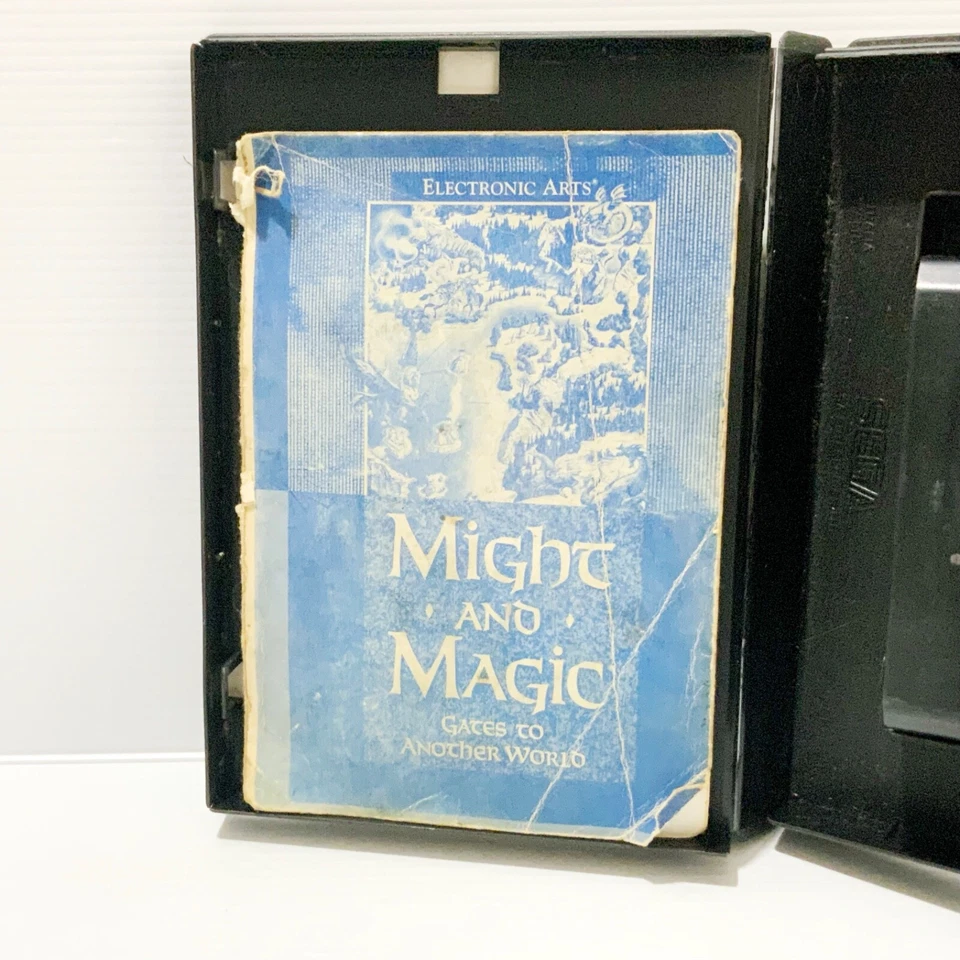 ELECTRONIC ARTS®
MIGHT
AND
MAGIC
GATES TO
ANOTHER WORLD
SEGA